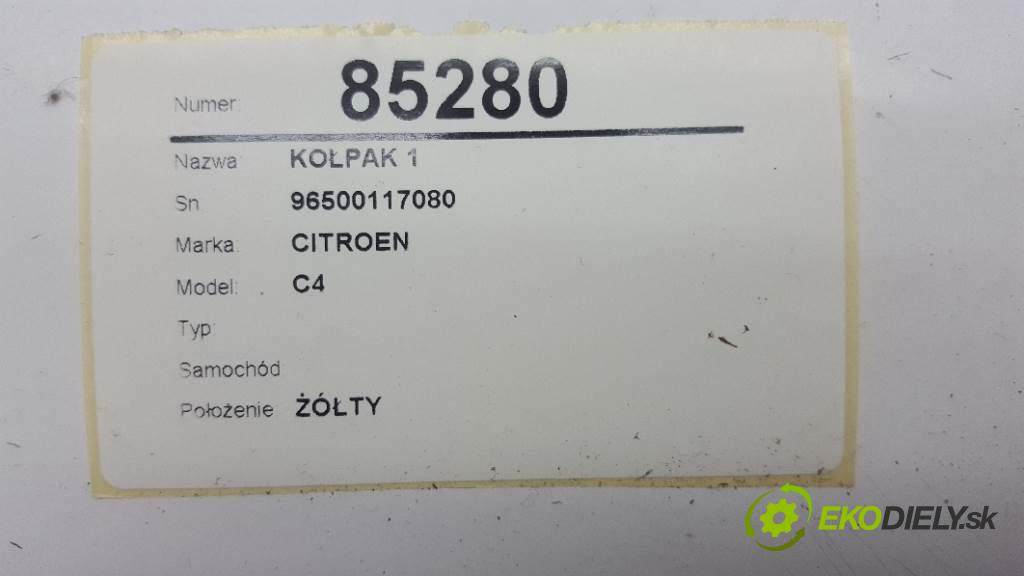 Numer: 85280
Nazwa KOŁPAK 1
Sn 96500117080
Marka: CITROEN
Model: C4
Typ:
Samochód
Położenie ŻÓŁTY
EKODIELY.sk